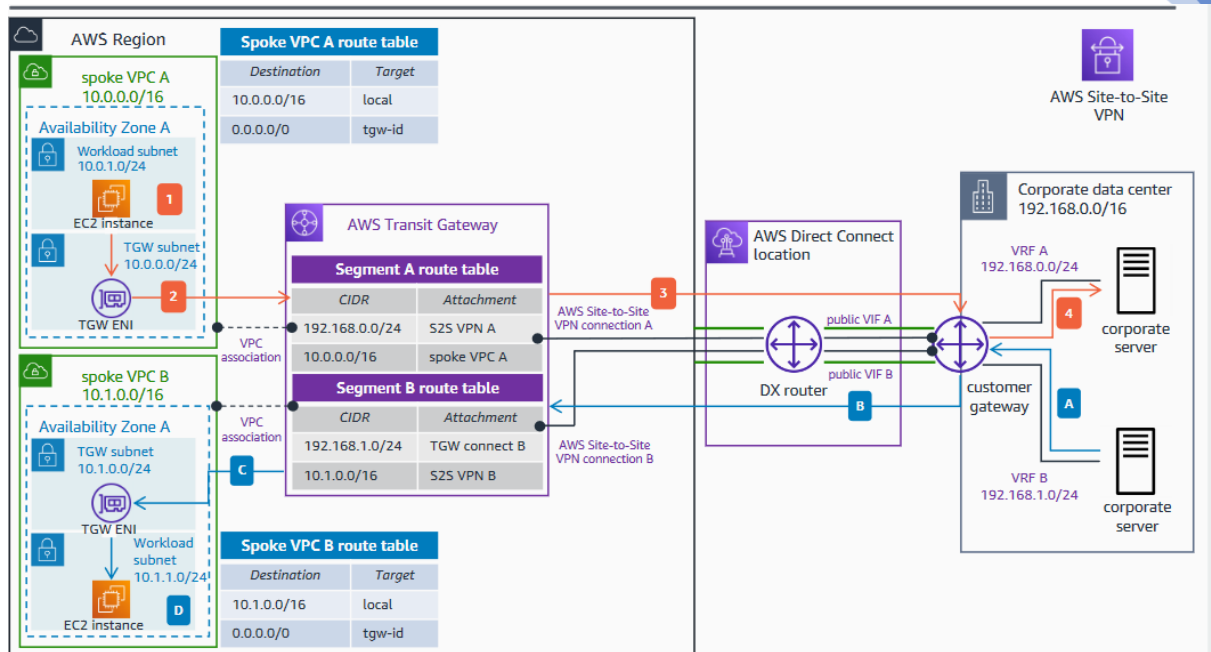 AWS Region
spoke VPC A
10.0.0.0/16
Availability Zone A
Workload subnet
10.0.1.0/24
1
EC2 instance
TGW subnet
10.0.0.0/24
2
TGW ENI
Spoke VPC A route table
Destination Target
10.0.0.0/16 local
0.0.0.0/0 tgw-id
AWS Site-to-Site
VPN
AWS Transit Gateway
Segment A route table
CIDR Attachment
192.168.0.0/24 S2S VPN A
10.0.0.0/16 spoke VPC A
Segment B route table
CIDR Attachment
192.168.1.0/24 TGW connect B
10.1.0.0/16 S2S VPN B
VPC
association
VPC
association
3
AWS Site-to-Site
VPN connection A
AWS Site-to-Site
VPN connection B
AWS Direct Connect
location
public VIF A
public VIF B
DX router
B
Corporate data center
192.168.0.0/16
VRF A
192.168.0.0/24
4
corporate
server
customer
gateway
A
VRF B
192.168.1.0/24
corporate
server
spoke VPC B
10.1.0.0/16
Availability Zone A
TGW subnet
10.1.0.0/24
C
TGW ENI
Workload
subnet
10.1.1.0/24
D
EC2 instance
Spoke VPC B route table
Destination Target
10.1.0.0/16 local
0.0.0.0/0 tgw-id